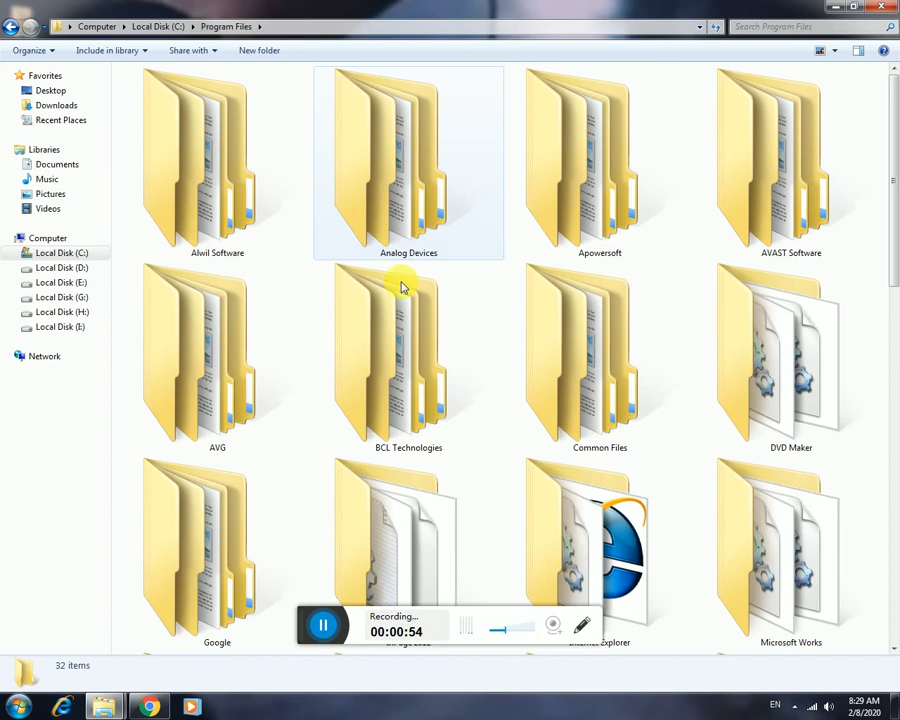 Computer ▸ Local Disk (C:) ▸ Program Files ▸
Search Program Files
Organize
Include in library
Share with
New folder
Favorites
Desktop
Downloads
Recent Places
Libraries
Documents
Music
Pictures
Videos
Computer
Local Disk (C:)
Local Disk (D:)
Local Disk (E:)
Local Disk (G:)
Local Disk (H:)
Local Disk (I:)
Network
Alwil Software
Analog Devices
Apowersoft
AVAST Software
AVG
BCL Technologies
Common Files
DVD Maker
Google
Internet Explorer
Microsoft Works
Recording...
00:00:54
32 items
EN
8:29 AM
2/8/2020